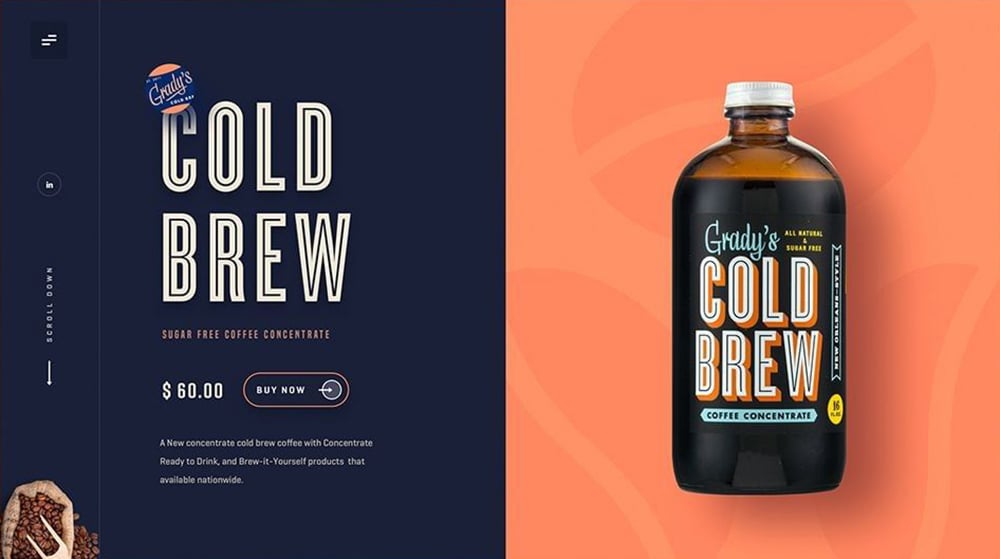 Grady's
COLD
BREW
SUGAR FREE COFFEE CONCENTRATE
$ 60.00
BUY NOW
A New concentrate cold brew coffee with Concentrate
Ready to Drink, and Brew-it-Yourself products that
available nationwide.
in
SCROLL DOWN
Grady's
ALL NATURAL
&
SUGAR FREE
COLD
BREW
NEW ORLEANS-STYLE
COFFEE CONCENTRATE
16
FL.OZ